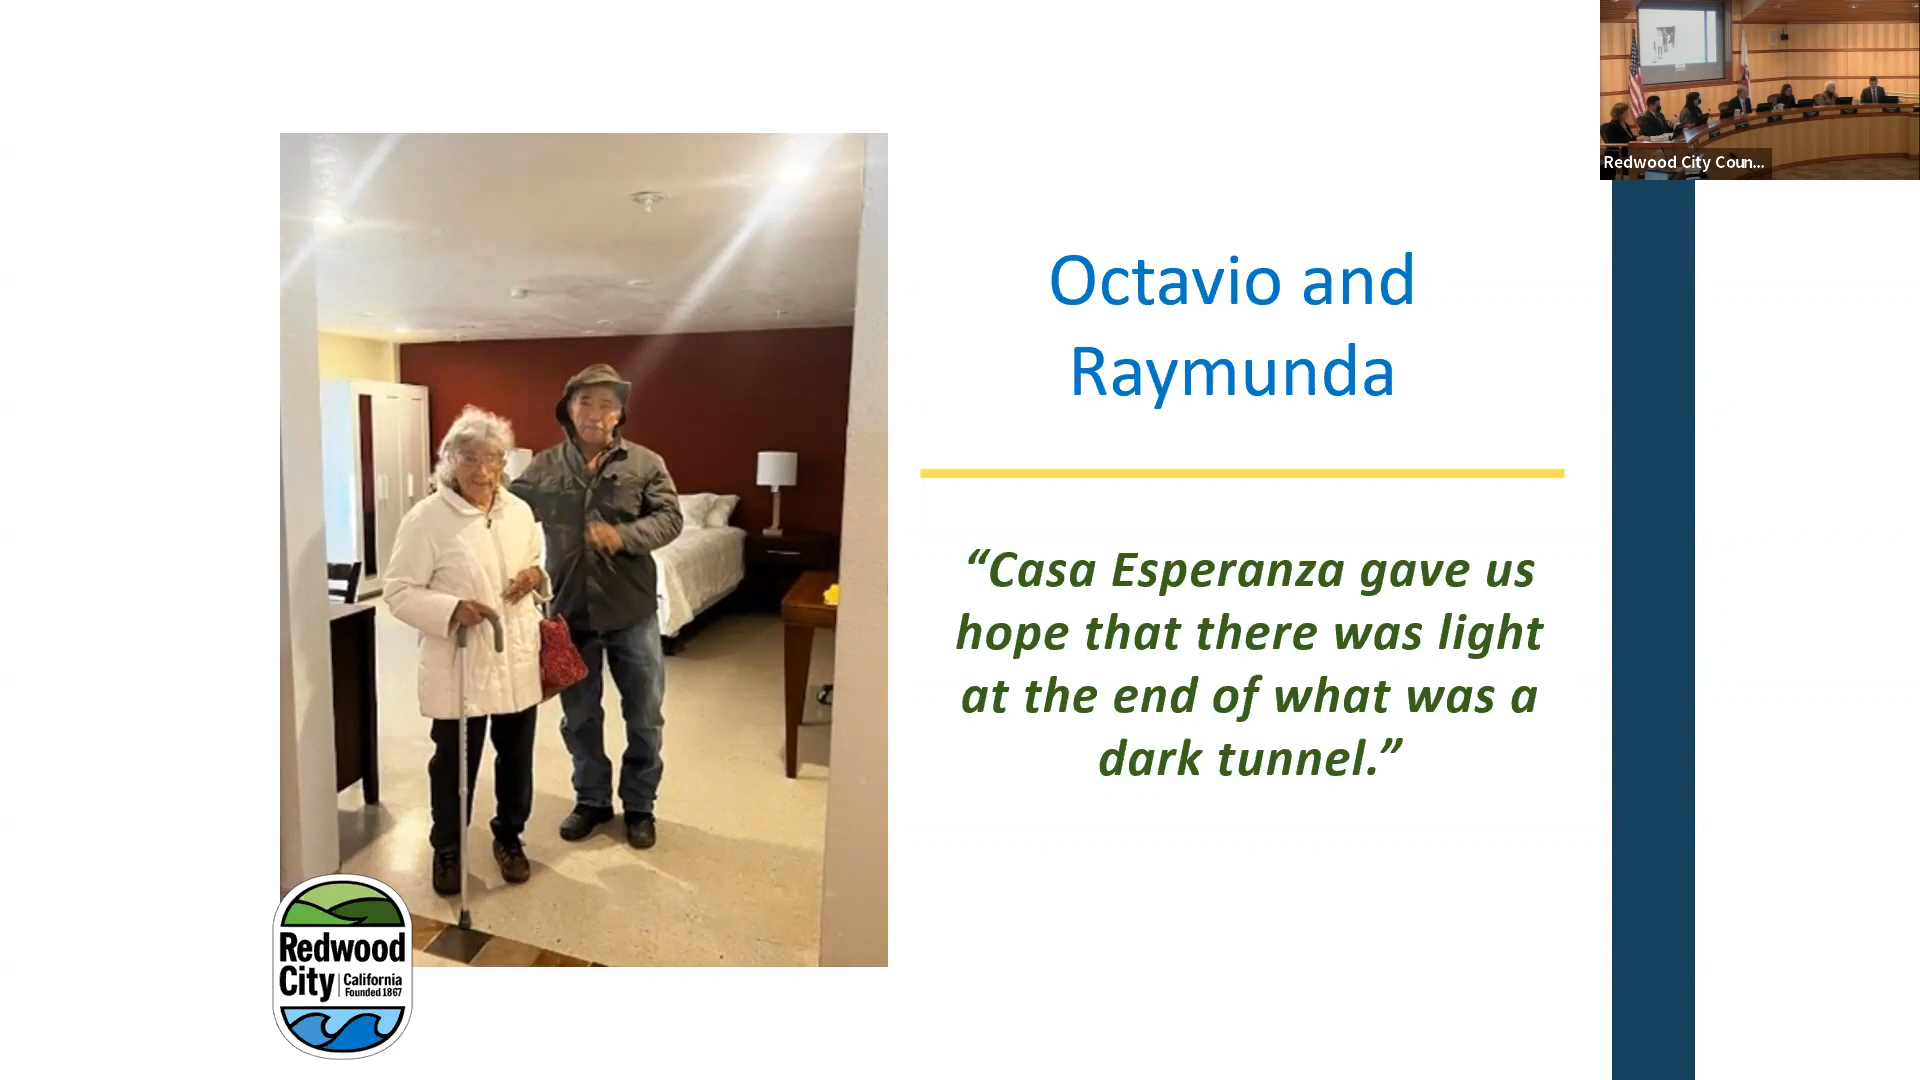 Redwood City Coun...
Octavio and
Raymunda
“Casa Esperanza gave us
hope that there was light
at the end of what was a
dark tunnel.”
Redwood
City
California
Founded 1867